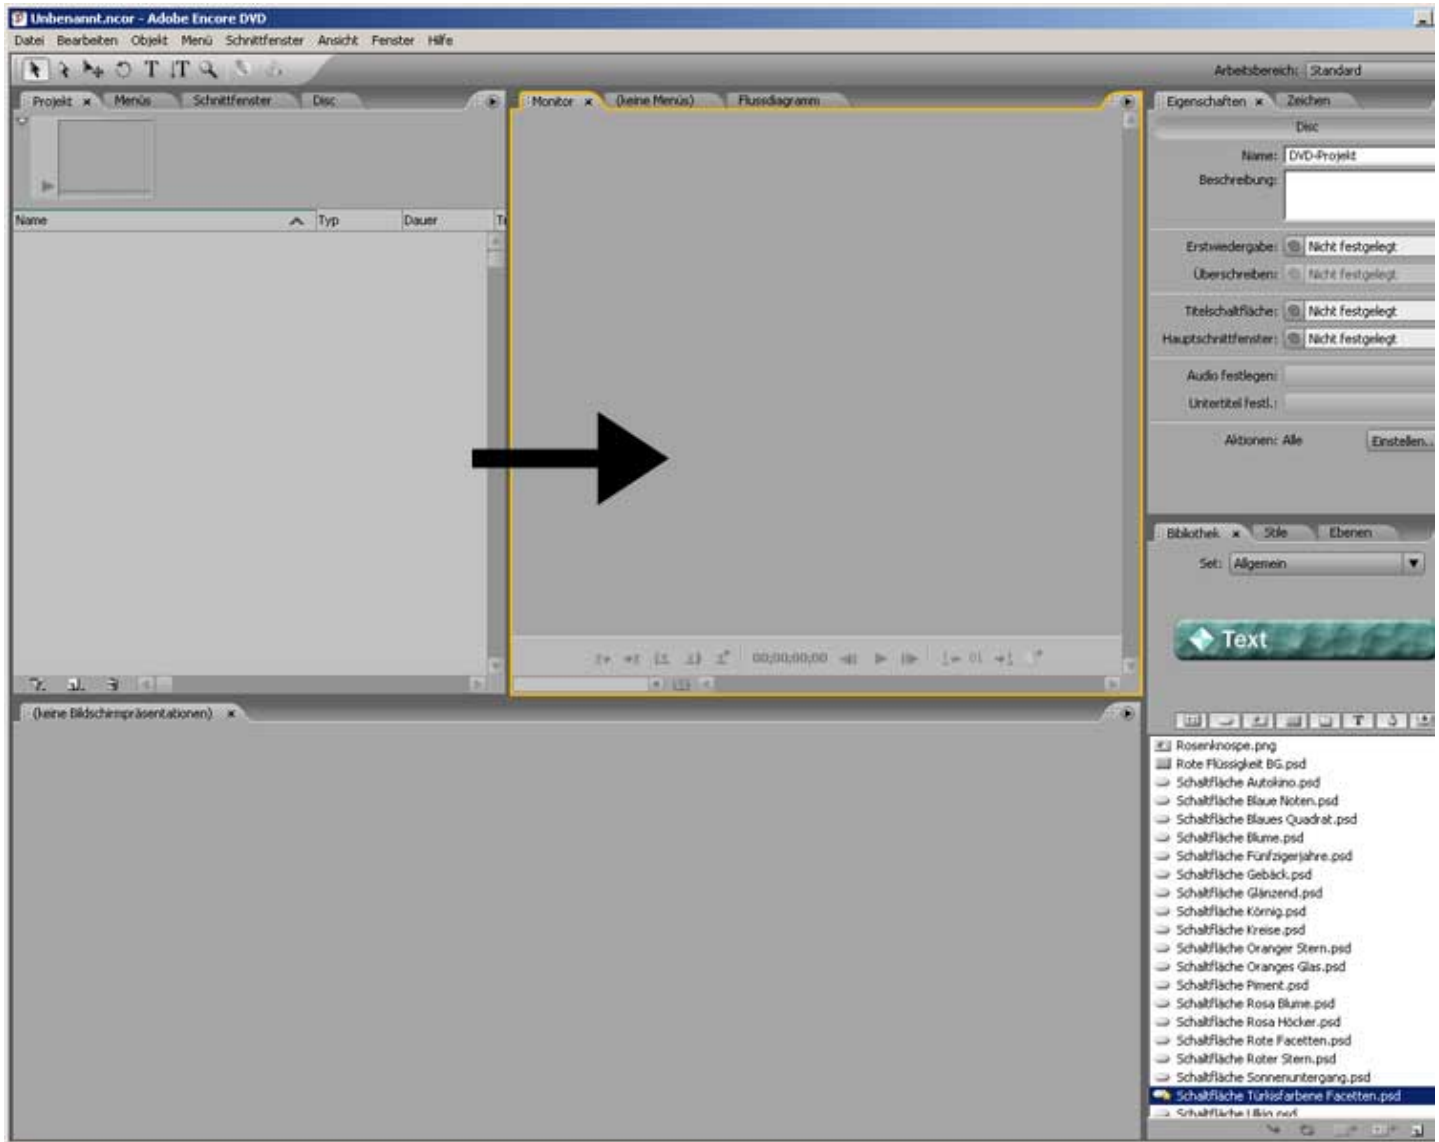 Unbenannt.ncor - Adobe Encore DVD
Datei Bearbeiten Objekt Menü Schnittfenster Ansicht Fenster Hilfe
Arbeitsbereich: Standard
Projekt Menüs Schnittfenster Disc
Monitor (keine Menüs) Flussdiagramm
Eigenschaften Zeichen
Disc
Name: DVD-Projekt
Beschreibung:
Name Typ Dauer
Erstwiedergabe: Nicht festgelegt
Überschreiben: Nicht festgelegt
Titelschaltfläche: Nicht festgelegt
Hauptschnittfenster: Nicht festgelegt
Audio festlegen:
Untertitel festl.:
Aktionen: Alle Einstellen...
Bibliothek Stile Ebenen
Set: Allgemein
Text
00;00;00;00
(keine Bildschirmpräsentationen)
Rosenknospe.png
Rote Flüssigkeit BG.psd
Schaltfläche Autokino.psd
Schaltfläche Blaue Noten.psd
Schaltfläche Blaues Quadrat.psd
Schaltfläche Blume.psd
Schaltfläche Fünfzigerjahre.psd
Schaltfläche Gebäck.psd
Schaltfläche Glänzend.psd
Schaltfläche Körnig.psd
Schaltfläche Kreise.psd
Schaltfläche Oranger Stern.psd
Schaltfläche Oranges Glas.psd
Schaltfläche Piment.psd
Schaltfläche Rosa Blume.psd
Schaltfläche Rosa Höcker.psd
Schaltfläche Rote Facetten.psd
Schaltfläche Roter Stern.psd
Schaltfläche Sonnenuntergang.psd
Schaltfläche Türkisfarbene Facetten.psd
Schaltfläche Ulkig.psd